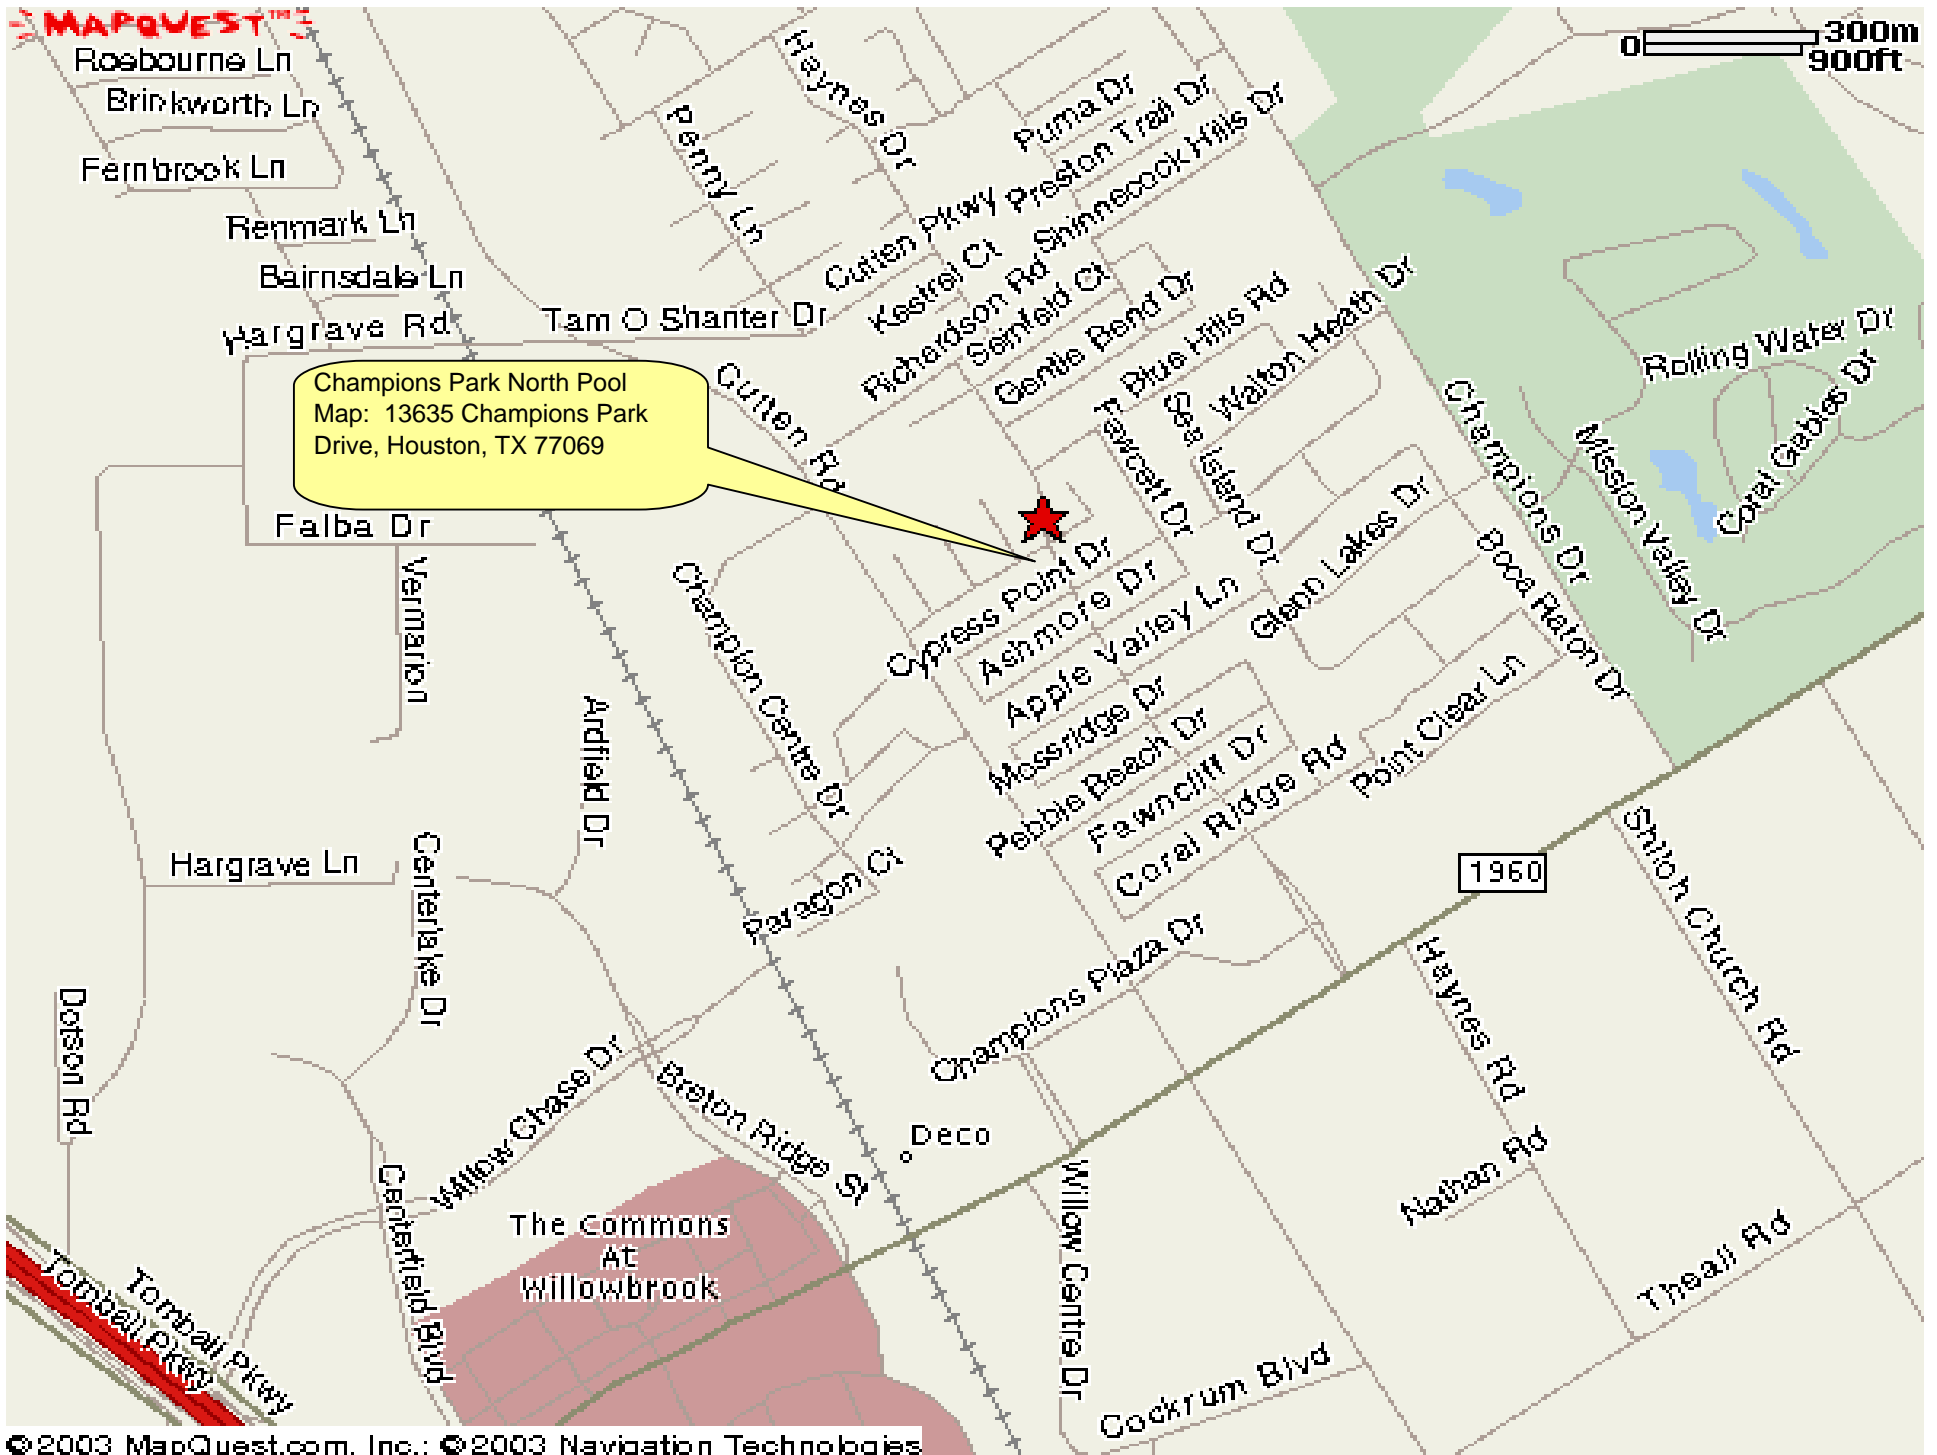 MAPQUEST™
0 300m
900ft
Roebourne Ln
Brinkworth Ln
Fernbrook Ln
Renmark Ln
Bairnsdale Ln
Hargrave Rd
Tam O Shanter Dr
Haynes Dr
Penny Ln
Puma Dr
Preston Trail Dr
Shinnecock Hills Dr
Cutten Pkwy
Kestrel Ct
Richardson Rd
Seinfeld Ct
Gentle Bend Dr
Blue Hills Rd
Walton Heath Dr
Rolling Water Dr
Coral Gables Dr
Mission Valley Dr
Champions Dr
Champions Park North Pool
Map: 13635 Champions Park
Drive, Houston, TX 77069
Cutten Rd
Fawcett Dr
Sea Island Dr
Glenn Lakes Dr
Boca Raton Dr
Falba Dr
Vermarion
Champion Centre Dr
Cypress Point Dr
Ashmore Dr
Apple Valley Ln
Mossridge Dr
Pebble Beach Dr
Fawncliff Dr
Coral Ridge Rd
Point Clear Ln
Ardfield Dr
Hargrave Ln
Centerlake Dr
Paragon Ct
1960
Shiloh Church Rd
Haynes Rd
Champions Plaza Dr
Dotson Rd
Willow Chase Dr
Breton Ridge St
Deco
Nathan Rd
Theall Rd
Centerfield Blvd
The Commons
At
Willowbrook
Willow Centre Dr
Tomball Pkwy
Tomball Pkwy
Cockrum Blvd
©2003 MapQuest.com, Inc.; ©2003 Navigation Technologies